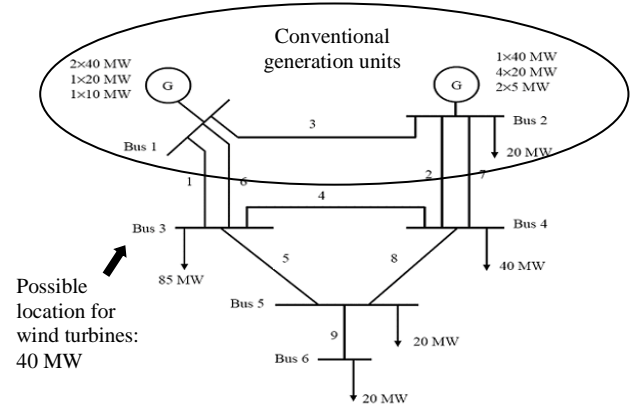 Conventional
generation units
2×40 MW
1×20 MW
1×10 MW
G
1×40 MW
4×20 MW
2×5 MW
G
3
Bus 1
Bus 2
20 MW
1
6
2
7
4
Bus 3
Bus 4
85 MW
5
8
40 MW
Possible
location for
wind turbines:
40 MW
Bus 5
9
20 MW
Bus 6
20 MW